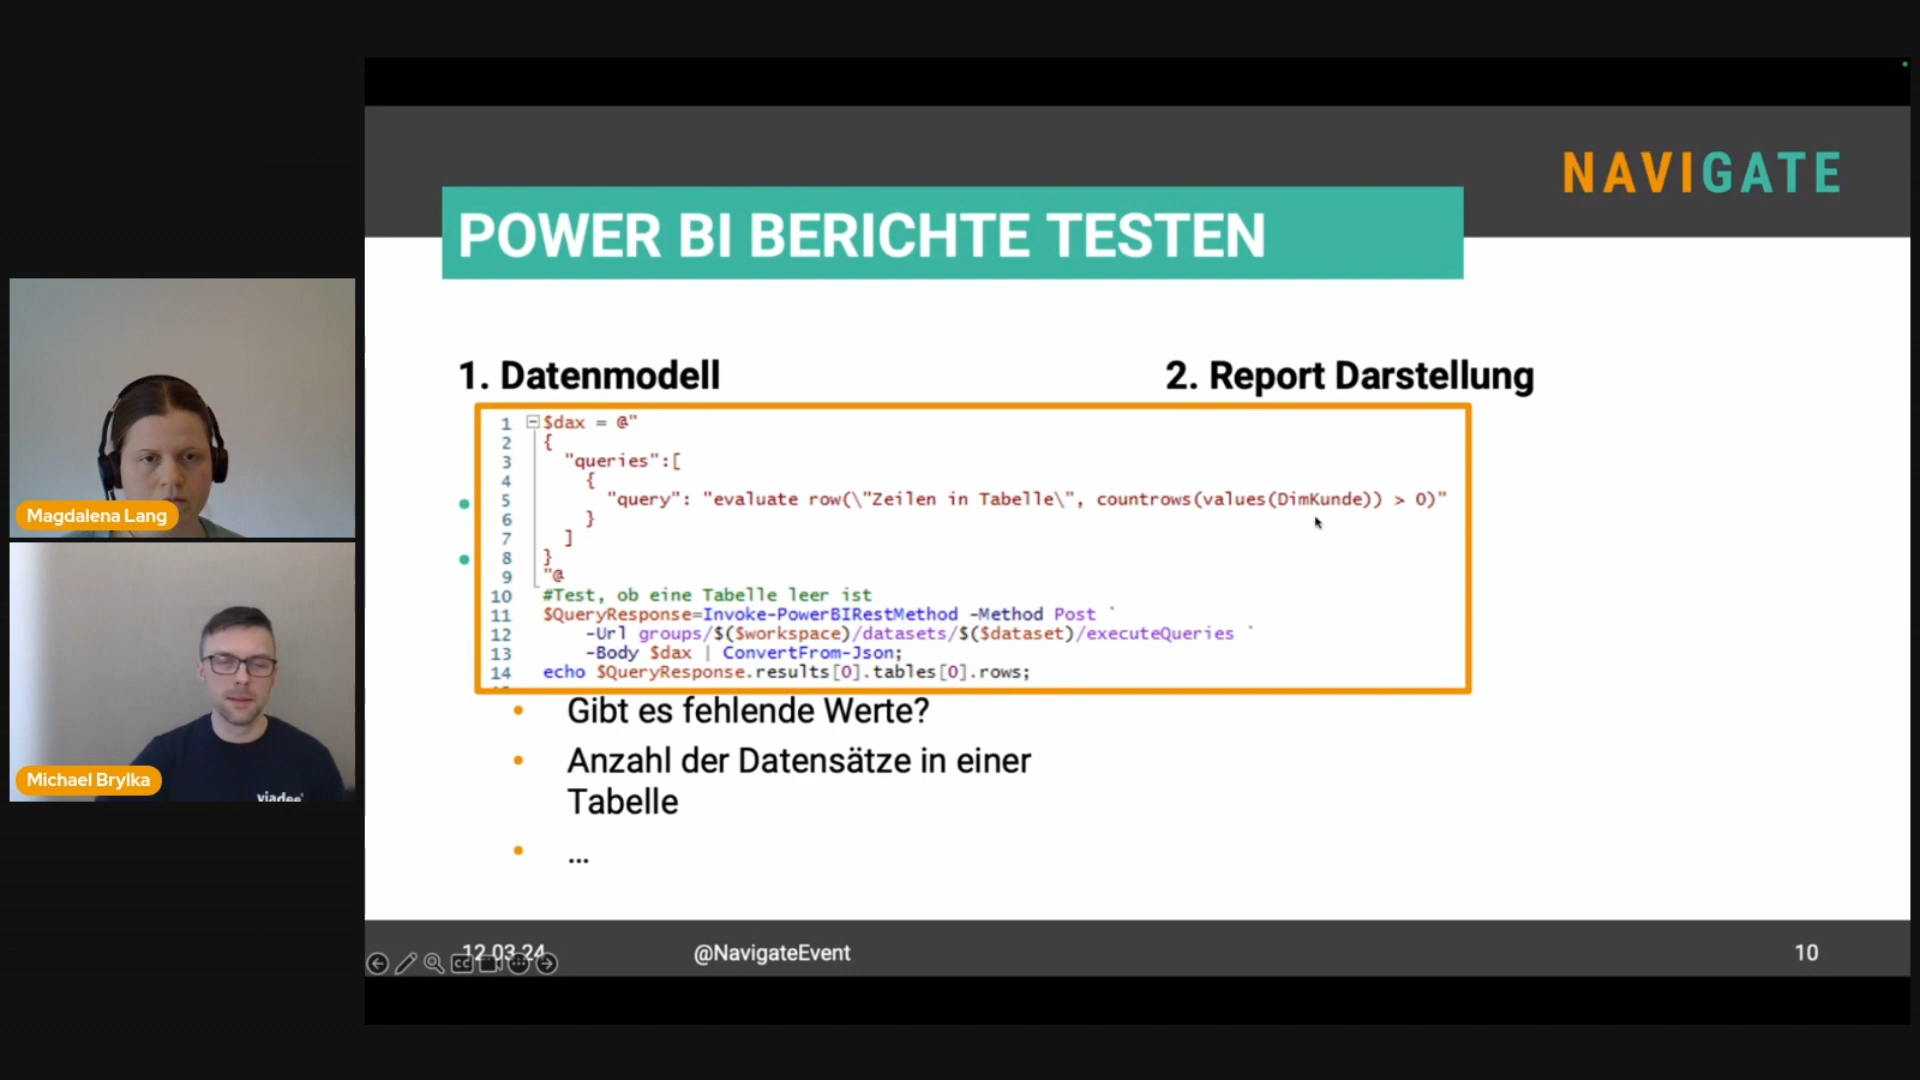 NAVIGATE
POWER BI BERICHTE TESTEN
1. Datenmodell
2. Report Darstellung
1 $dax = @"
2 {
3 "queries":[
4 {
5 "query": "evaluate row(\"Zeilen in Tabelle\", countrows(values(DimKunde)) > 0)"
6 }
7 ]
8 }
9 "@
10 #Test, ob eine Tabelle leer ist
11 $QueryResponse=Invoke-PowerBIRestMethod -Method Post `
12 -Url groups/$($workspace)/datasets/$($dataset)/executeQueries `
13 -Body $dax | ConvertFrom-Json;
14 echo $QueryResponse.results[0].tables[0].rows;
• Gibt es fehlende Werte?
• Anzahl der Datensätze in einer
Tabelle
• ...
Magdalena Lang
Michael Brylka
viadee
12.03.24
@NavigateEvent
10
CC